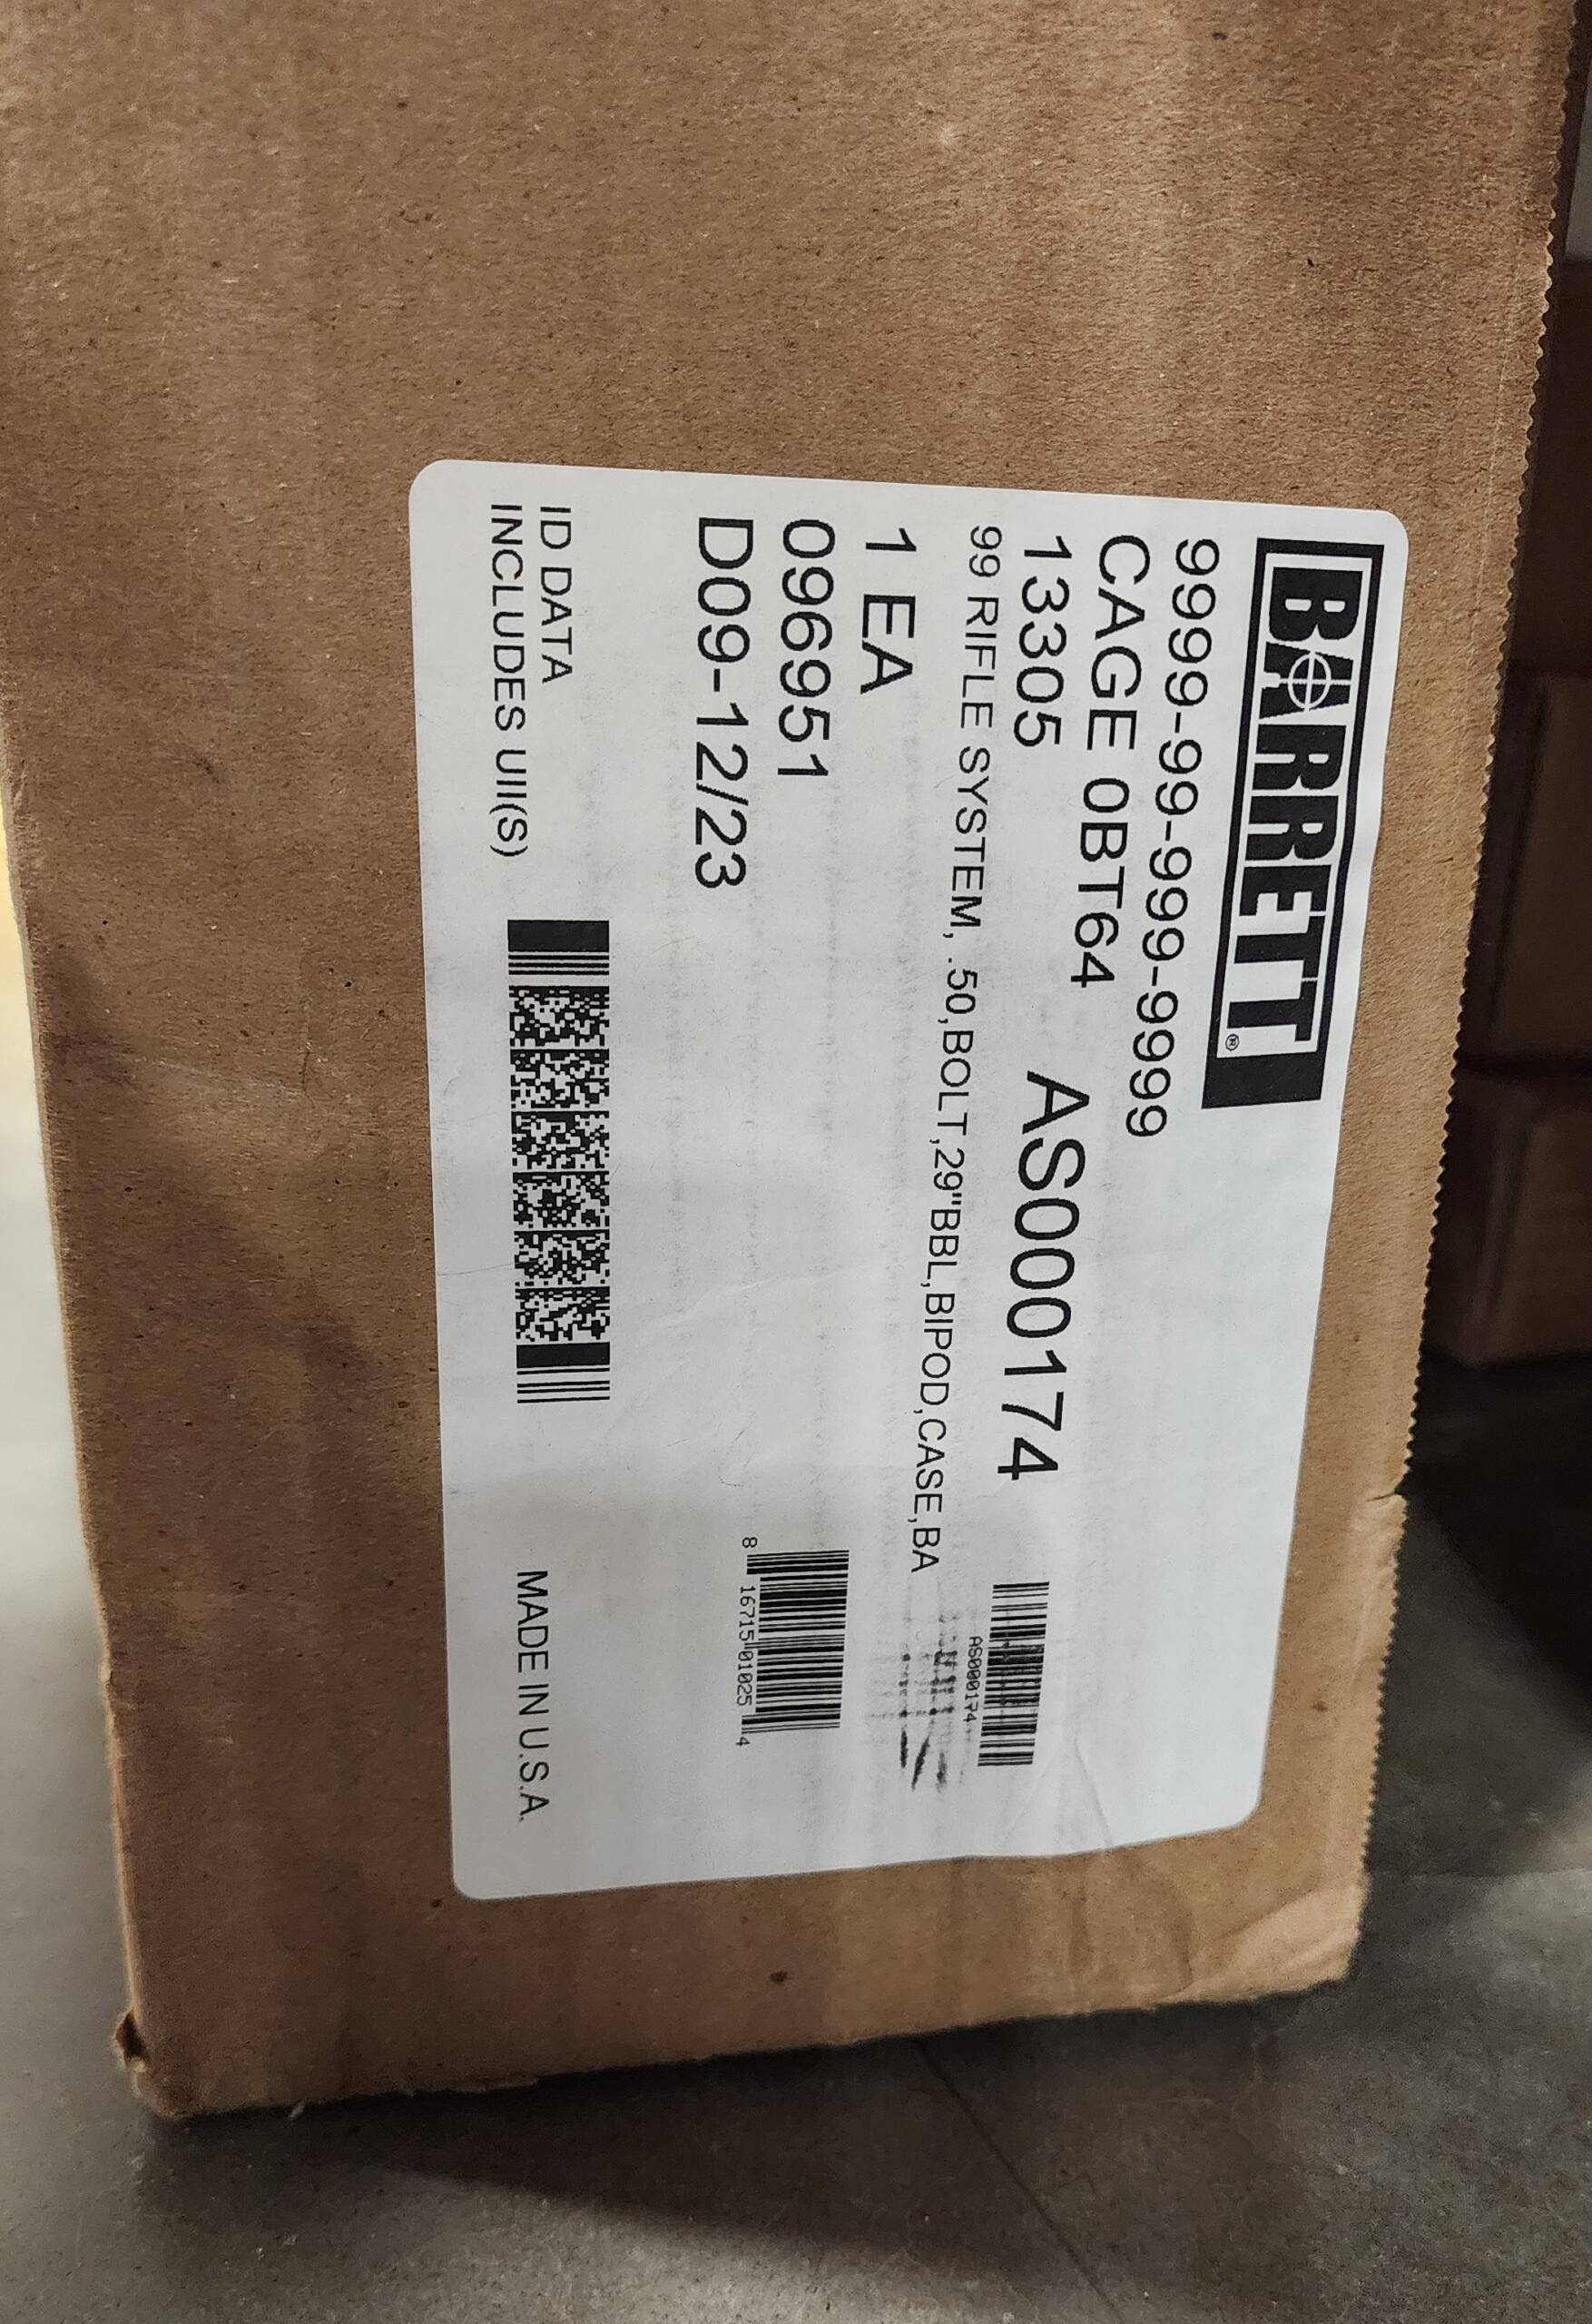 BARRETT®
9999-99-999-9999
CAGE 0BT64
13305 AS000174
AS000174
99 RIFLE SYSTEM, .50,BOLT,29"BBL,BIPOD,CASE,BA
1 EA
096951
8 16715 01025 4
D09-12/23
ID DATA
INCLUDES UII(S)
MADE IN U.S.A.